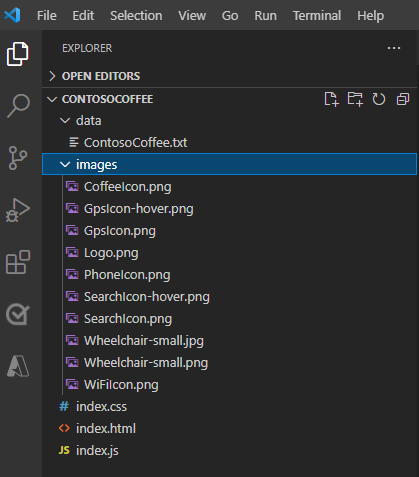 File Edit Selection View Go Run Terminal Help
EXPLORER
OPEN EDITORS
CONTOSOCOFFEE
data
ContosoCoffee.txt
images
CoffeeIcon.png
GpsIcon-hover.png
GpsIcon.png
Logo.png
PhoneIcon.png
SearchIcon-hover.png
SearchIcon.png
Wheelchair-small.jpg
Wheelchair-small.png
WiFiIcon.png
# index.css
<> index.html
JS index.js